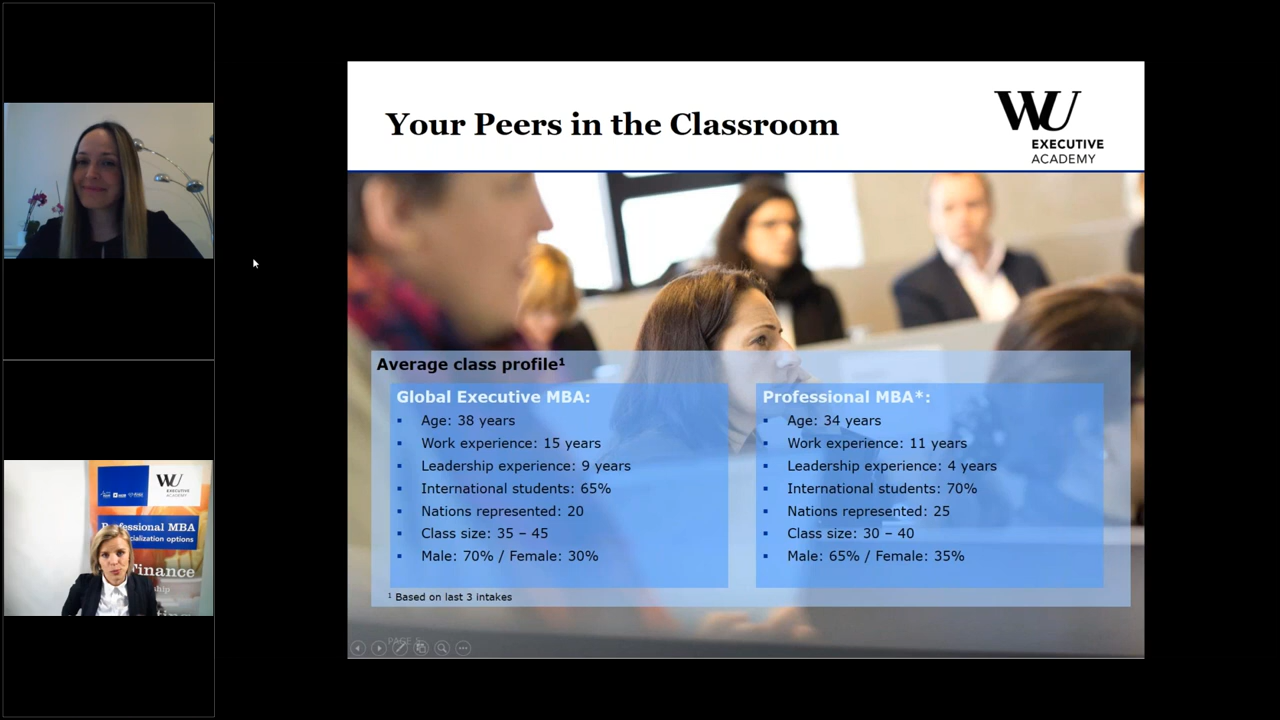 Your Peers in the Classroom
WU
EXECUTIVE
ACADEMY
Average class profile¹
Global Executive MBA:
▪ Age: 38 years
▪ Work experience: 15 years
▪ Leadership experience: 9 years
▪ International students: 65%
▪ Nations represented: 20
▪ Class size: 35 – 45
▪ Male: 70% / Female: 30%
Professional MBA*:
▪ Age: 34 years
▪ Work experience: 11 years
▪ Leadership experience: 4 years
▪ International students: 70%
▪ Nations represented: 25
▪ Class size: 30 – 40
▪ Male: 65% / Female: 35%
¹ Based on last 3 intakes
PAGE
WU
EXECUTIVE
ACADEMY
Professional MBA
Finance